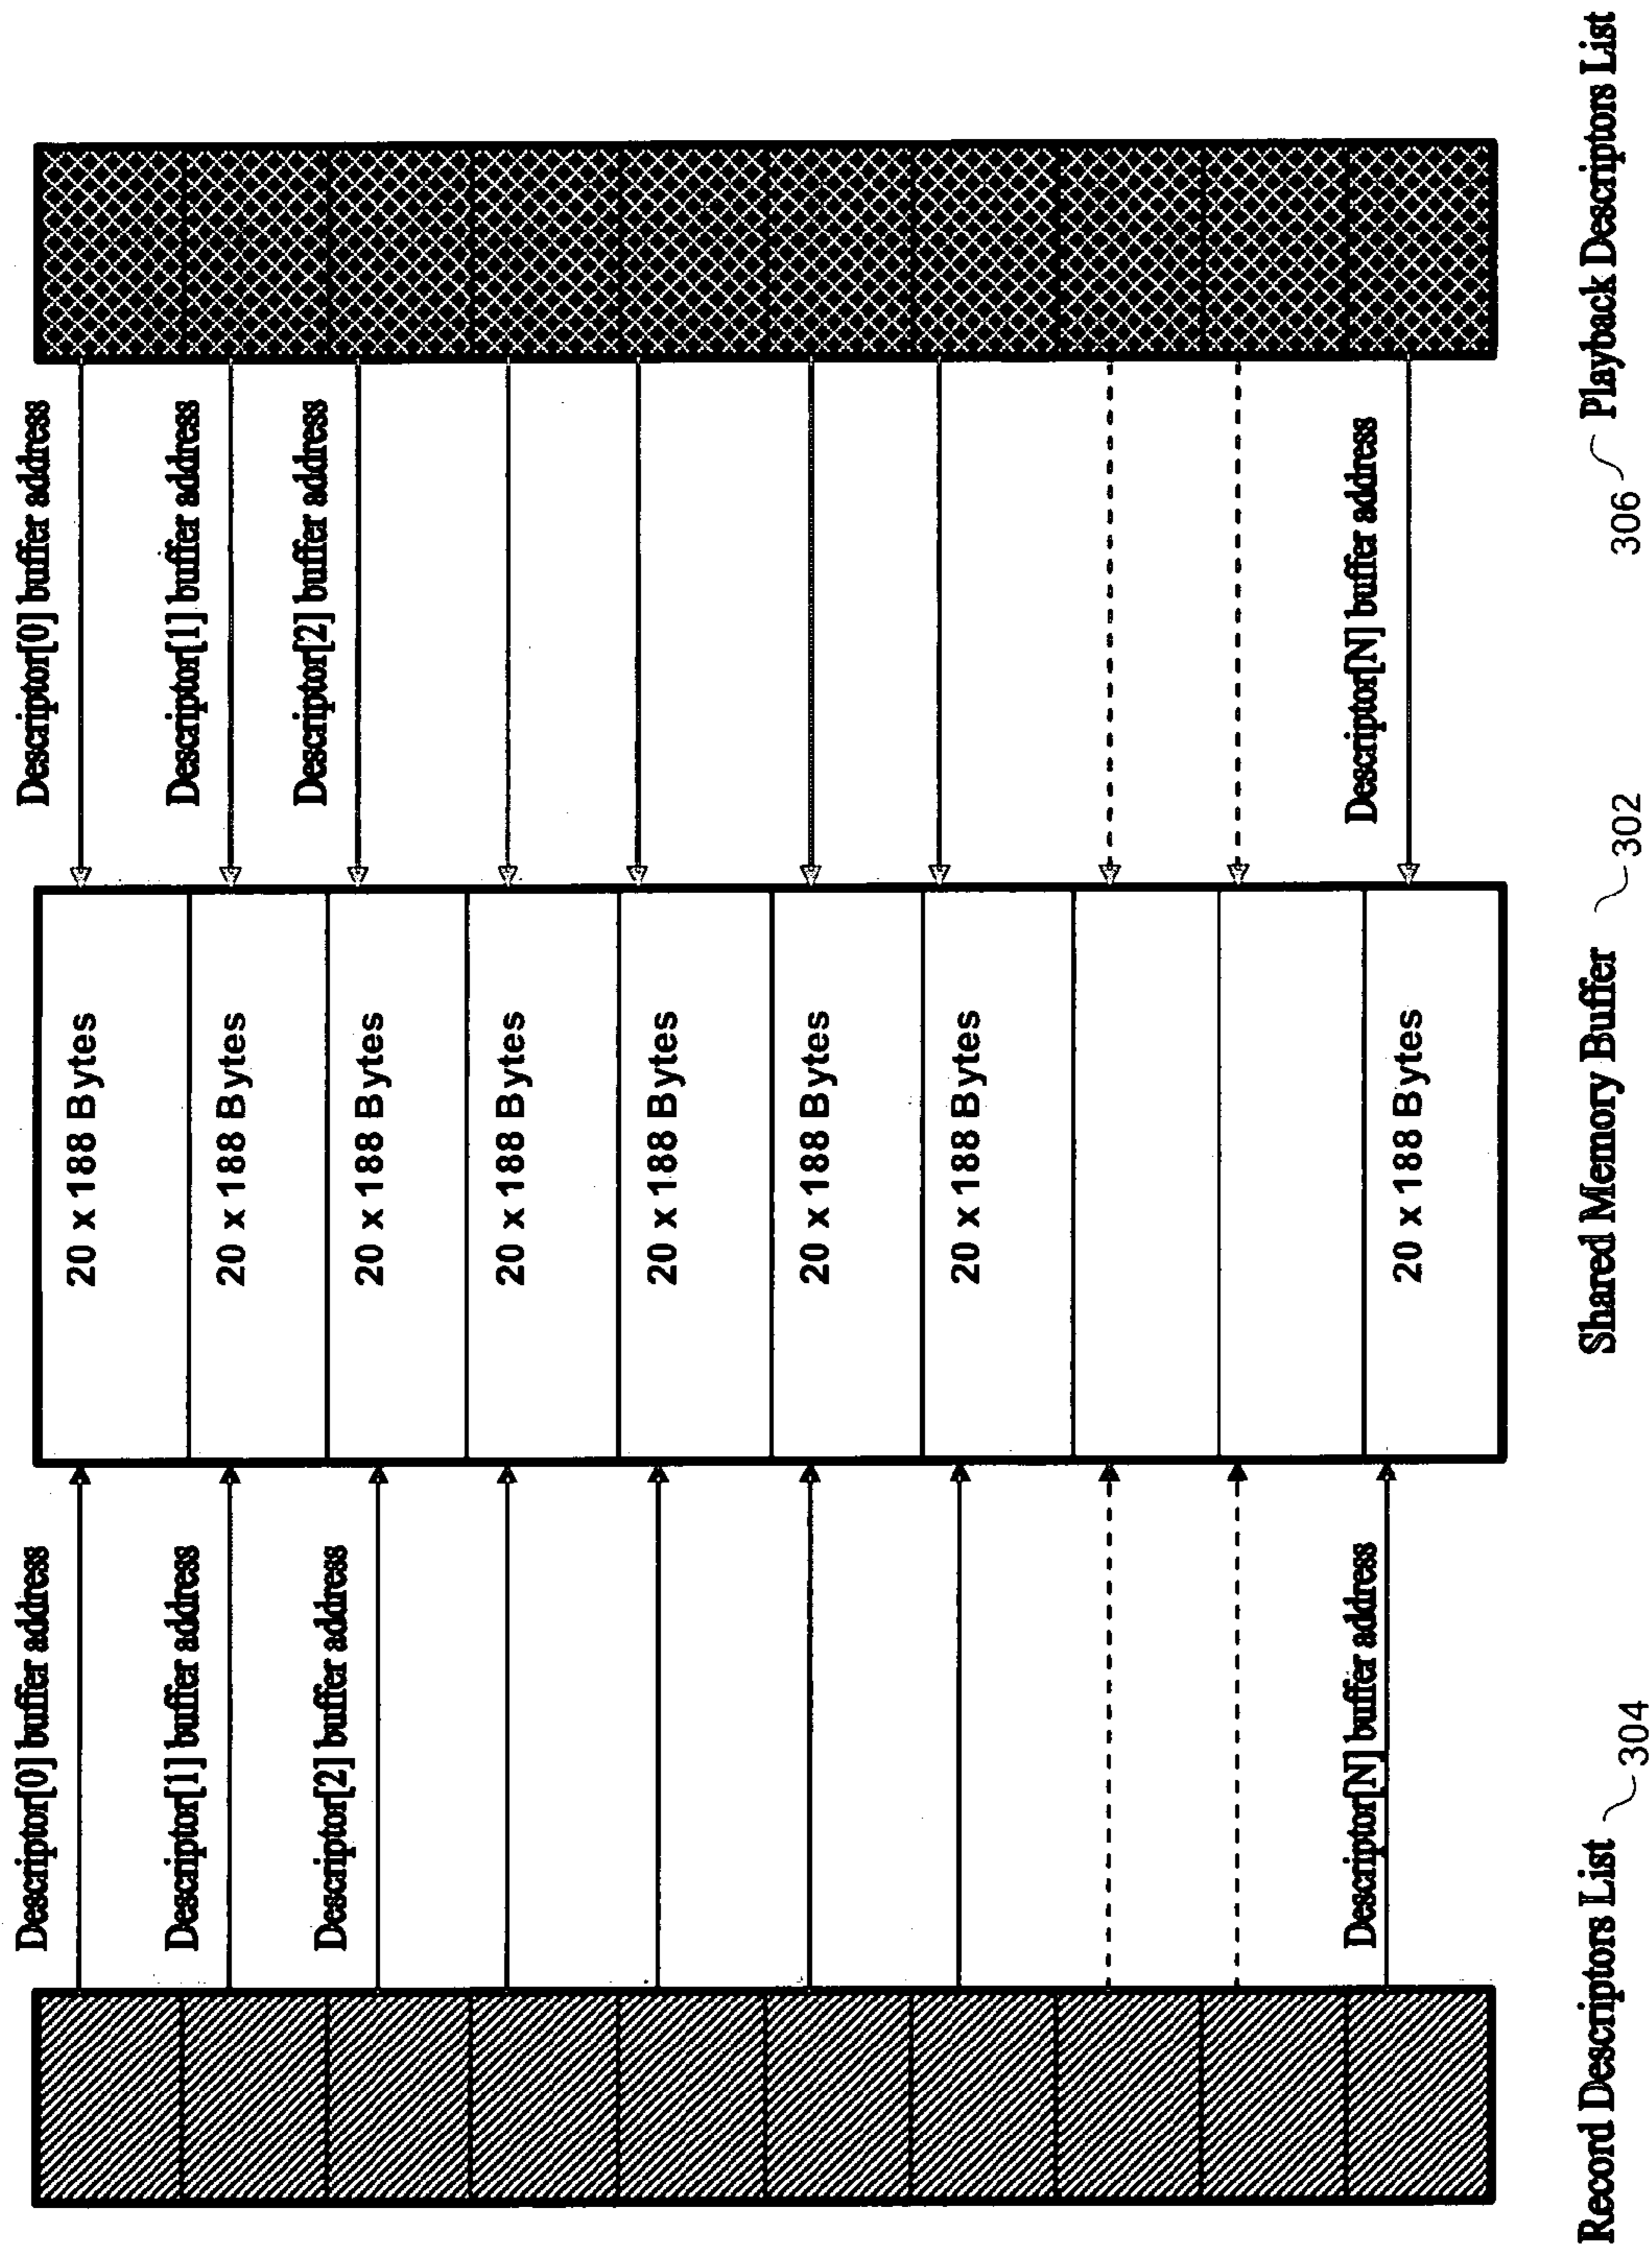 Descriptor[0] buffer address
Descriptor[1] buffer address
Descriptor[2] buffer address
Descriptor[N] buffer address
Record Descriptors List
304
20 x 188 Bytes
20 x 188 Bytes
20 x 188 Bytes
20 x 188 Bytes
20 x 188 Bytes
20 x 188 Bytes
20 x 188 Bytes
20 x 188 Bytes
Shared Memory Buffer
302
Descriptor[0] buffer address
Descriptor[1] buffer address
Descriptor[2] buffer address
Descriptor[N] buffer address
306
Playback Descriptors List